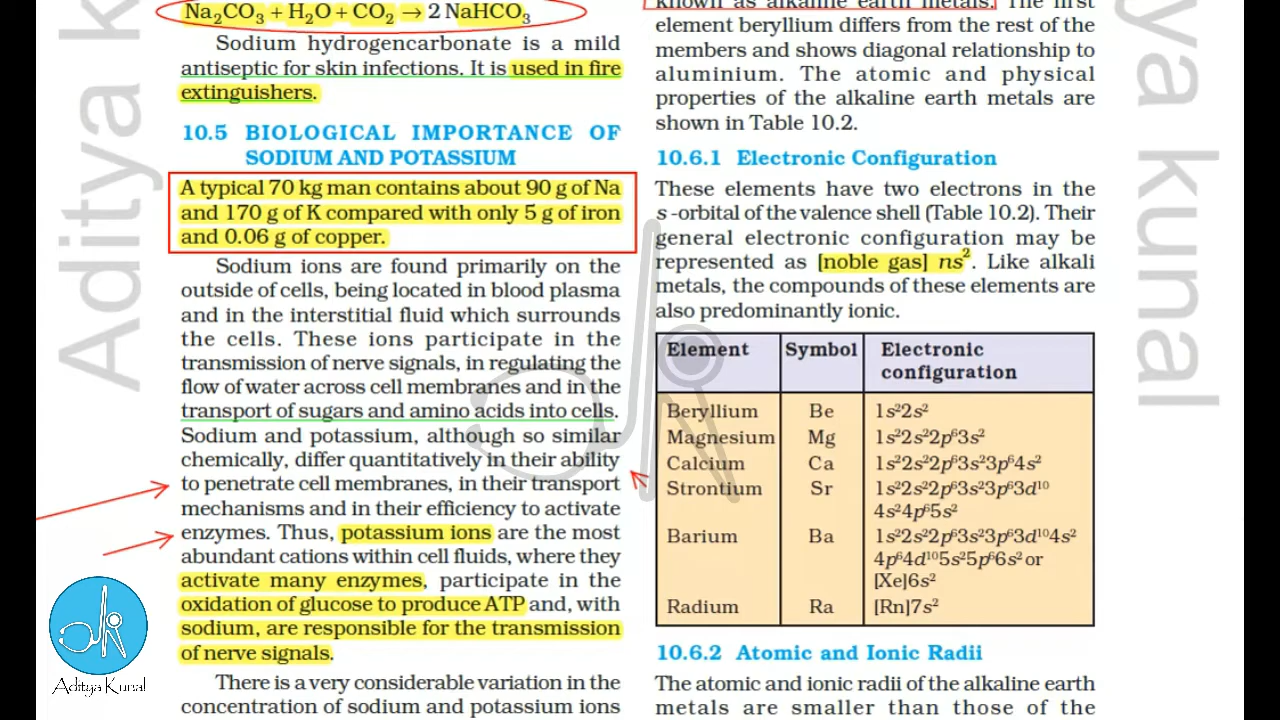 Na₂CO₃ + H₂O + CO₂ → 2 NaHCO₃
Sodium hydrogencarbonate is a mild
antiseptic for skin infections. It is used in fire
extinguishers.
10.5 BIOLOGICAL IMPORTANCE OF
SODIUM AND POTASSIUM
A typical 70 kg man contains about 90 g of Na
and 170 g of K compared with only 5 g of iron
and 0.06 g of copper.
Sodium ions are found primarily on the
outside of cells, being located in blood plasma
and in the interstitial fluid which surrounds
the cells. These ions participate in the
transmission of nerve signals, in regulating the
flow of water across cell membranes and in the
transport of sugars and amino acids into cells.
Sodium and potassium, although so similar
chemically, differ quantitatively in their ability
to penetrate cell membranes, in their transport
mechanisms and in their efficiency to activate
enzymes. Thus, potassium ions are the most
abundant cations within cell fluids, where they
activate many enzymes, participate in the
oxidation of glucose to produce ATP and, with
sodium, are responsible for the transmission
of nerve signals.
There is a very considerable variation in the
concentration of sodium and potassium ions
known as alkaline earth metals. The first
element beryllium differs from the rest of the
members and shows diagonal relationship to
aluminium. The atomic and physical
properties of the alkaline earth metals are
shown in Table 10.2.
10.6.1 Electronic Configuration
These elements have two electrons in the
s -orbital of the valence shell (Table 10.2). Their
general electronic configuration may be
represented as [noble gas] ns². Like alkali
metals, the compounds of these elements are
also predominantly ionic.
Element Symbol Electronic
configuration
Beryllium Be 1s²2s²
Magnesium Mg 1s²2s²2p⁶3s²
Calcium Ca 1s²2s²2p⁶3s²3p⁶4s²
Strontium Sr 1s²2s²2p⁶3s²3p⁶3d¹⁰
4s²4p⁶5s²
Barium Ba 1s²2s²2p⁶3s²3p⁶3d¹⁰4s²
4p⁶4d¹⁰5s²5p⁶6s² or
[Xe]6s²
Radium Ra [Rn]7s²
10.6.2 Atomic and Ionic Radii
The atomic and ionic radii of the alkaline earth
metals are smaller than those of the
Aditya K
ya Kunal
Aditya Kunal